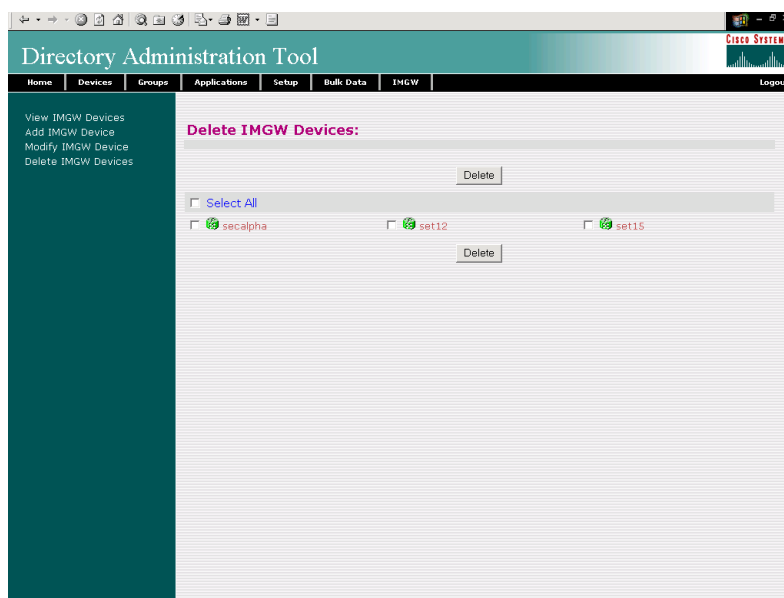 CISCO SYSTEM
Directory Administration Tool
Home Devices Groups Applications Setup Bulk Data IMGW Logou
View IMGW Devices
Add IMGW Device
Modify IMGW Device
Delete IMGW Devices
Delete IMGW Devices:
Delete
Select All
secalpha set12 set15
Delete